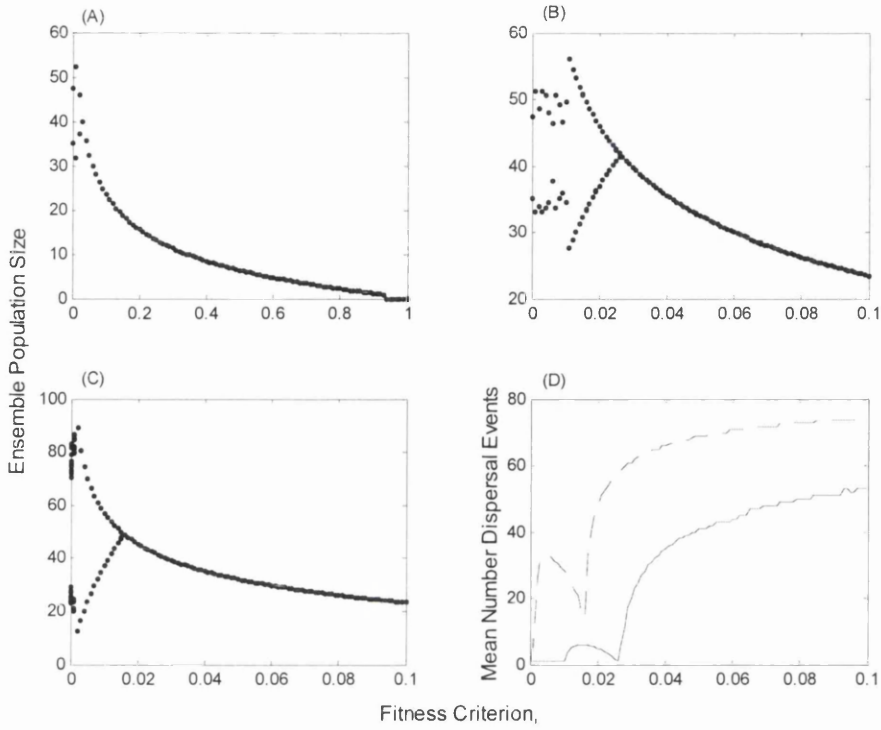 (A)
60
50
40
30
20
10
0
0 0.2 0.4 0.6 0.8 1
(B)
60
50
40
30
20
0 0.02 0.04 0.06 0.08 0.1
Ensemble Population Size
(C)
100
80
60
40
20
0
0 0.02 0.04 0.06 0.08 0.1
(D)
Mean Number Dispersal Events
80
60
40
20
0
0 0.02 0.04 0.06 0.08 0.1
Fitness Criterion,